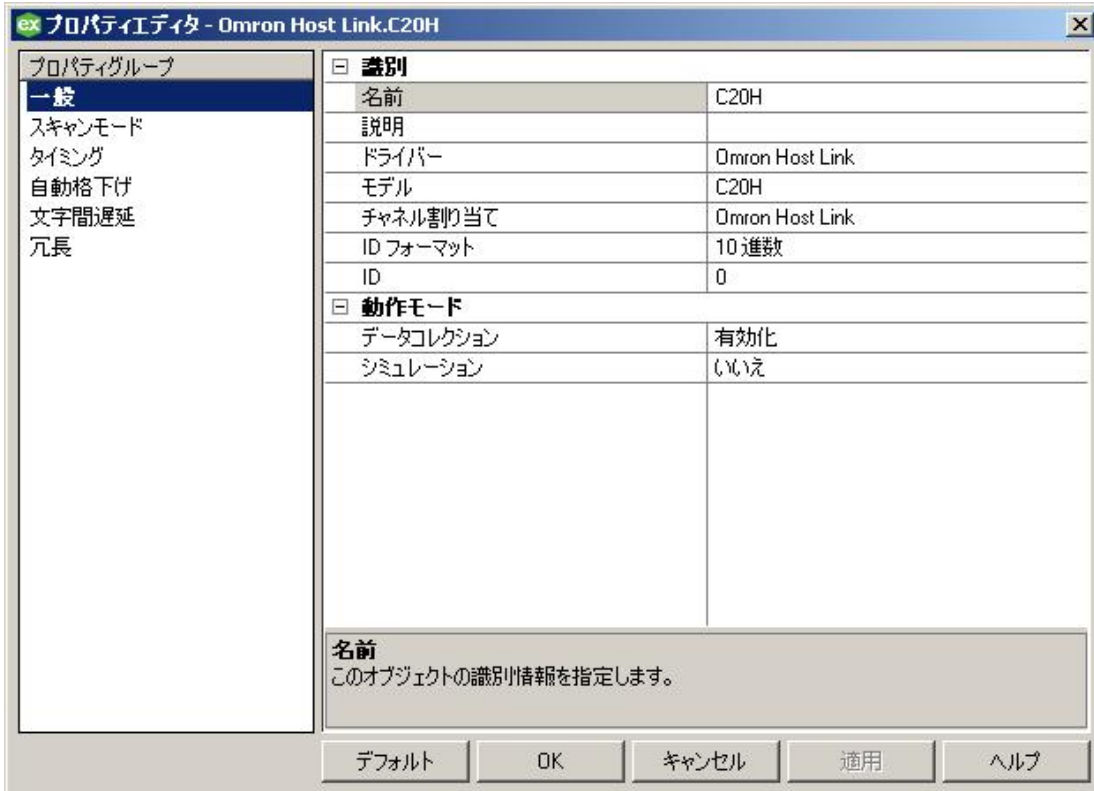 ex プロパティエディタ - Omron Host Link.C20H
プロパティグループ
一般
スキャンモード
タイミング
自動格下げ
文字間遅延
冗長
識別
名前 C20H
説明
ドライバー Omron Host Link
モデル C20H
チャネル割り当て Omron Host Link
ID フォーマット 10 進数
ID 0
動作モード
データコレクション 有効化
シミュレーション いいえ
名前
このオブジェクトの識別情報を指定します。
デフォルト OK キャンセル 適用 ヘルプ